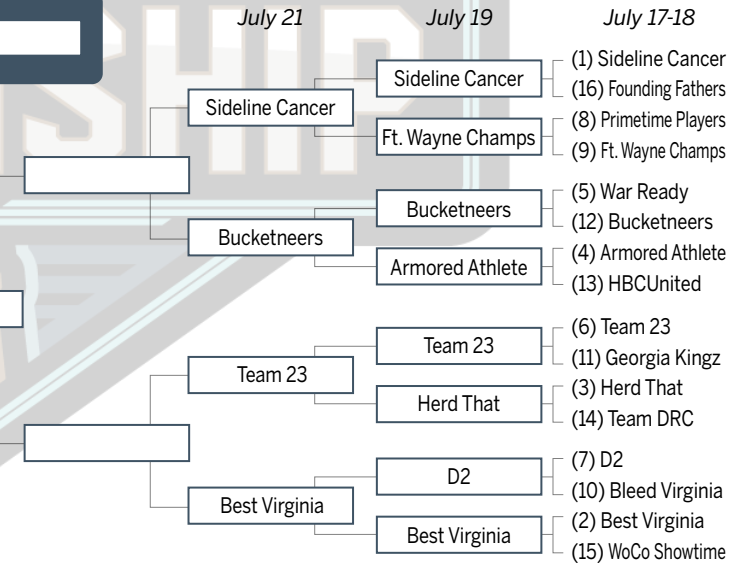 July 21
July 19
July 17-18
SHIP
Sideline Cancer
Bucketneers
Team 23
Best Virginia
Sideline Cancer
Ft. Wayne Champs
Bucketneers
Armored Athlete
Team 23
Herd That
D2
Best Virginia
(1) Sideline Cancer
(16) Founding Fathers
(8) Primetime Players
(9) Ft. Wayne Champs
(5) War Ready
(12) Bucketneers
(4) Armored Athlete
(13) HBCUnited
(6) Team 23
(11) Georgia Kingz
(3) Herd That
(14) Team DRC
(7) D2
(10) Bleed Virginia
(2) Best Virginia
(15) WoCo Showtime